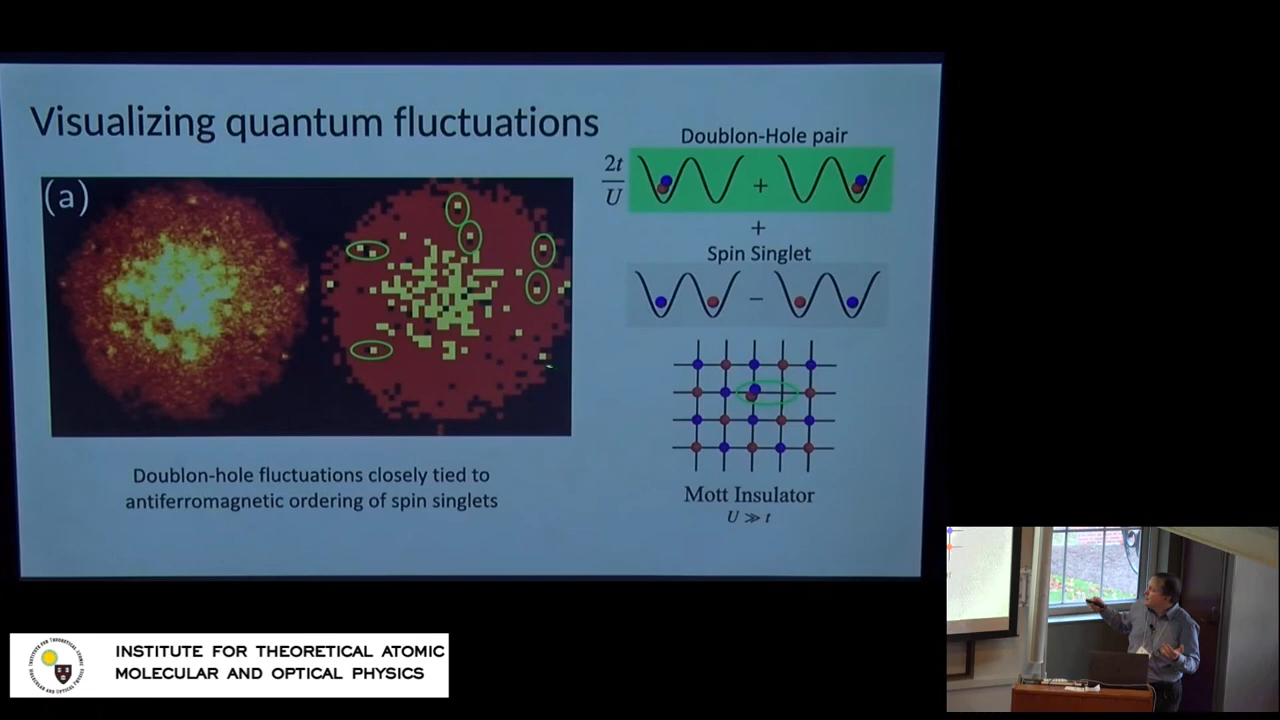 Visualizing quantum fluctuations
(a)
Doublon-hole fluctuations closely tied to
antiferromagnetic ordering of spin singlets
Doublon-Hole pair
2t
U
+
+
Spin Singlet
−
Mott Insulator
U ≫ t
INSTITUTE FOR THEORETICAL ATOMIC
MOLECULAR AND OPTICAL PHYSICS